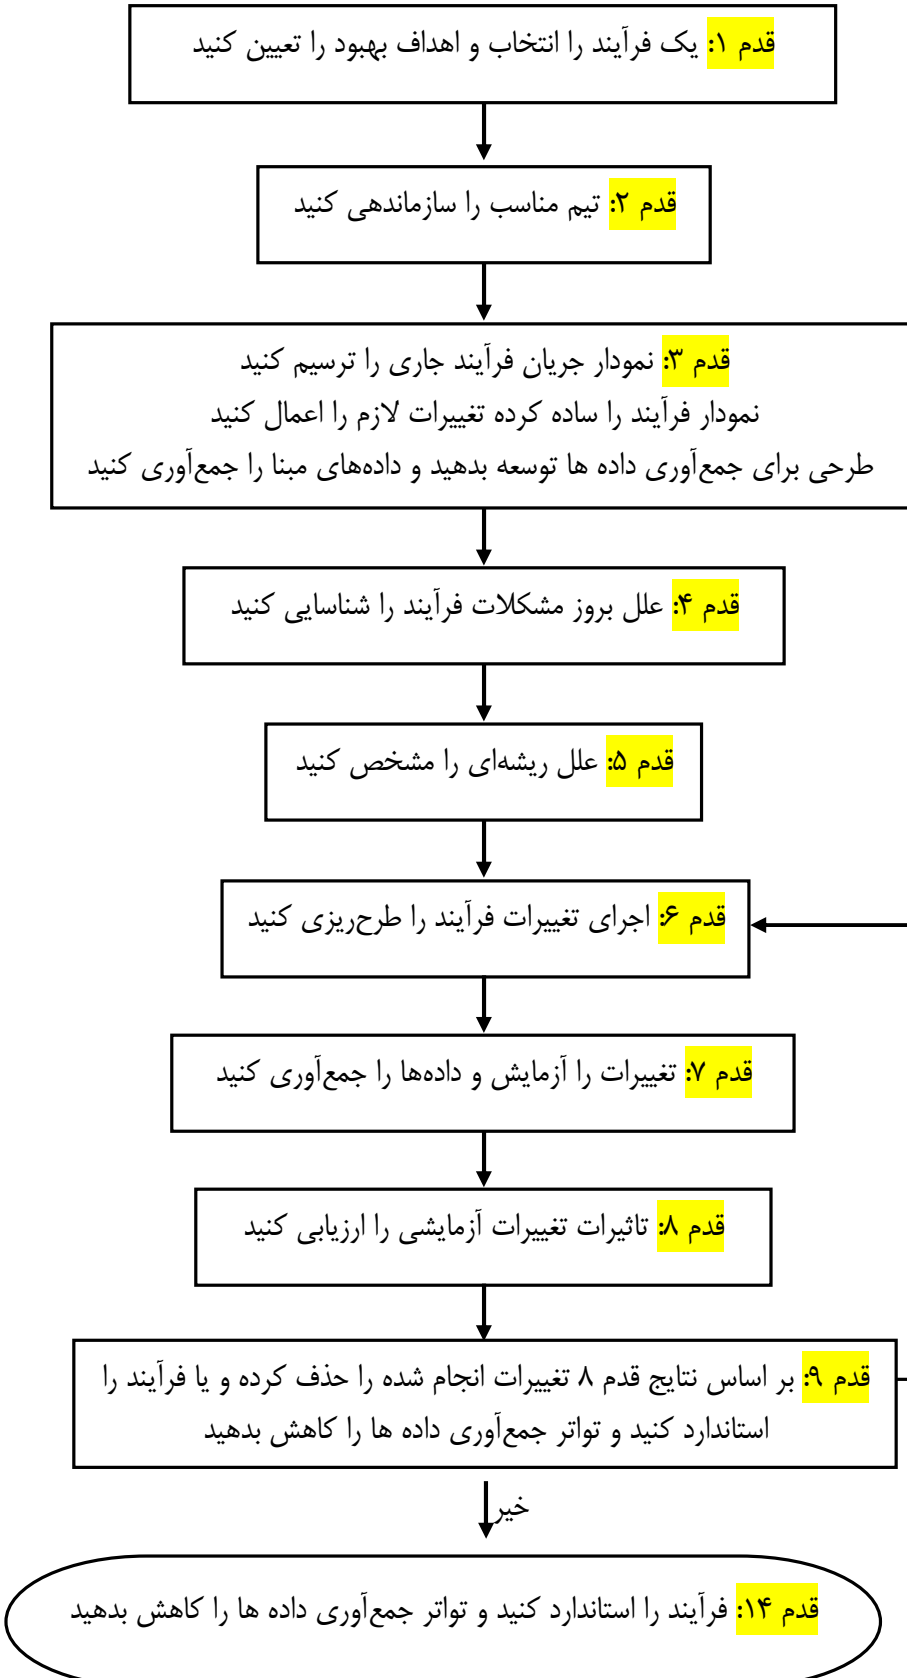 قدم ۱: یک فرآیند را انتخاب و اهداف بهبود را تعیین کنید
قدم ۲: تیم مناسب را سازماندهی کنید
قدم ۳: نمودار جریان فرآیند جاری را ترسیم کنید
نمودار فرآیند را ساده کرده تغییرات لازم را اعمال کنید
طرحی برای جمع‌آوری داده ها توسعه بدهید و داده‌های مبنا را جمع‌آوری کنید
قدم ۴: علل بروز مشکلات فرآیند را شناسایی کنید
قدم ۵: علل ریشه‌ای را مشخص کنید
قدم ۶: اجرای تغییرات فرآیند را طرح‌ریزی کنید
قدم ۷: تغییرات را آزمایش و داده‌ها را جمع‌آوری کنید
قدم ۸: تاثیرات تغییرات آزمایشی را ارزیابی کنید
قدم ۹: بر اساس نتایج قدم ۸ تغییرات انجام شده را حذف کرده و یا فرآیند را
استاندارد کنید و تواتر جمع‌آوری داده ها را کاهش بدهید
خیر
قدم ۱۴: فرآیند را استاندارد کنید و تواتر جمع‌آوری داده ها را کاهش بدهید